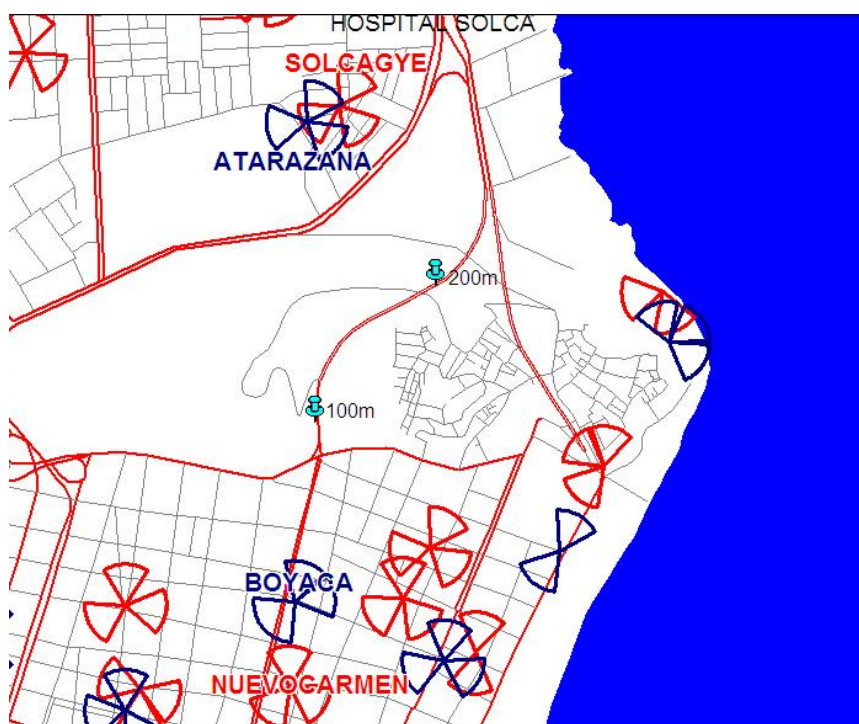 HOSPITAL SOLCA
SOLCAGYE
ATARAZANA
200m
100m
BOYACA
NUEVOCARMEN